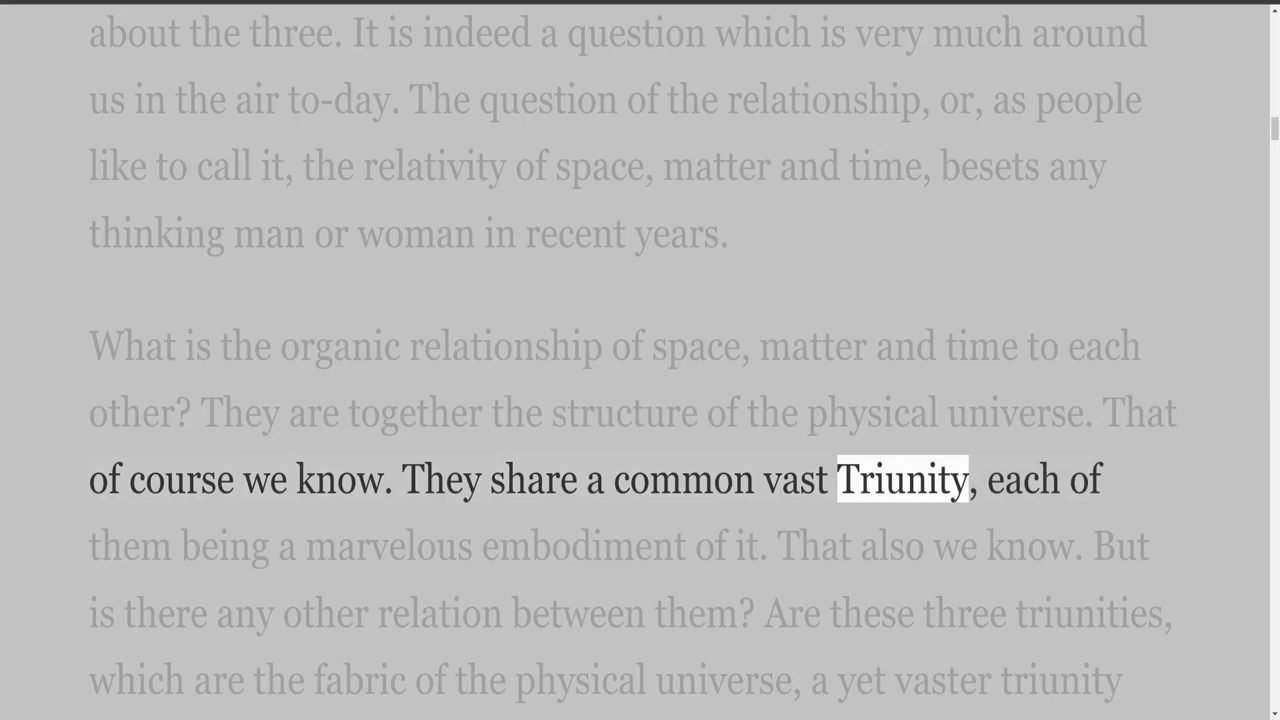 about the three. It is indeed a question which is very much around
us in the air to-day. The question of the relationship, or, as people
like to call it, the relativity of space, matter and time, besets any
thinking man or woman in recent years.
What is the organic relationship of space, matter and time to each
other? They are together the structure of the physical universe. That
of course we know. They share a common vast Triunity, each of
them being a marvelous embodiment of it. That also we know. But
is there any other relation between them? Are these three triunities,
which are the fabric of the physical universe, a yet vaster triunity